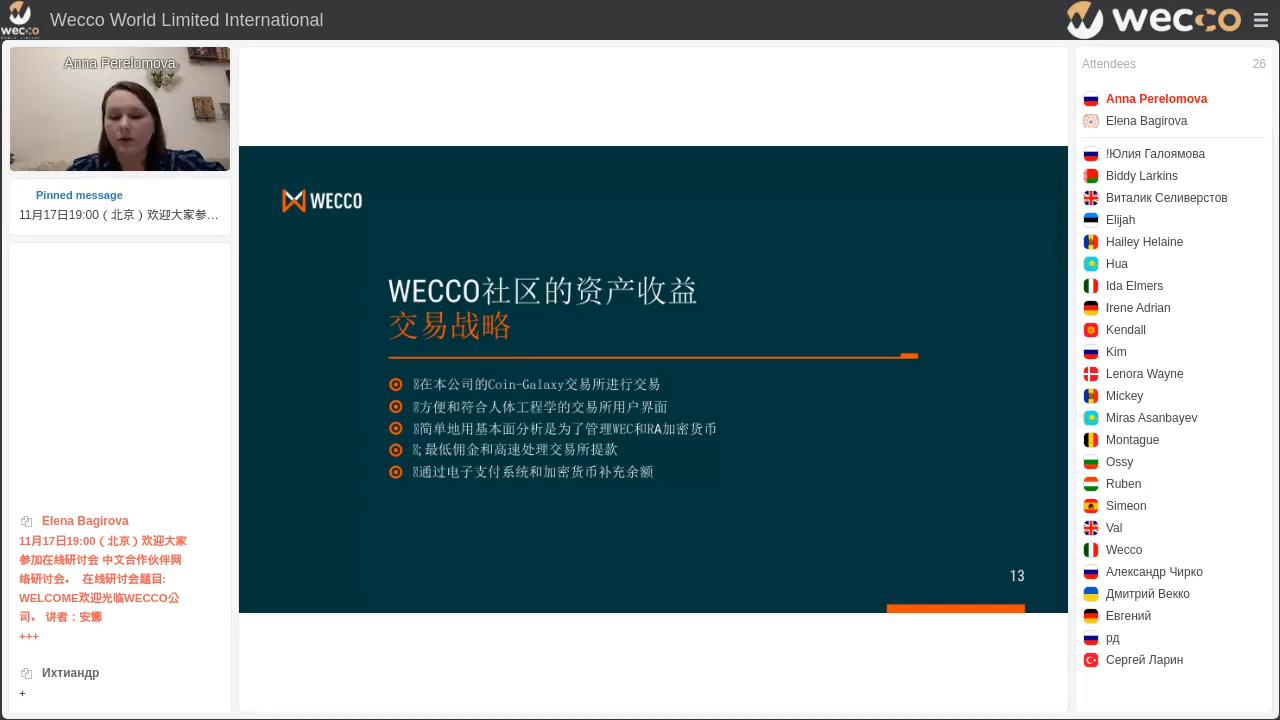 wecco
Wecco World Limited International
wecco
Anna Perelomova
Pinned message
11月17日19:00（北京）欢迎大家参…
Elena Bagirova
11月17日19:00（北京）欢迎大家
参加在线研讨会 中文合作伙伴网
络研讨会。 在线研讨会题目:
WELCOME欢迎光临WECCO公
司。 讲者：安娜
+++
Ихтиандр
+
WECCO
WECCO社区的资产收益
交易战略
在本公司的Coin-Galaxy交易所进行交易
方便和符合人体工程学的交易所用户界面
简单地用基本面分析是为了管理WEC和RA加密货币
;最低佣金和高速处理交易所提款
通过电子支付系统和加密货币补充余额
13
Attendees 26
Anna Perelomova
Elena Bagirova
!Юлия Галоямова
Biddy Larkins
Виталик Селиверстов
Elijah
Hailey Helaine
Hua
Ida Elmers
Irene Adrian
Kendall
Kim
Lenora Wayne
Mickey
Miras Asanbayev
Montague
Ossy
Ruben
Simeon
Val
Wecco
Александр Чирко
Дмитрий Векко
Евгений
рд
Сергей Ларин